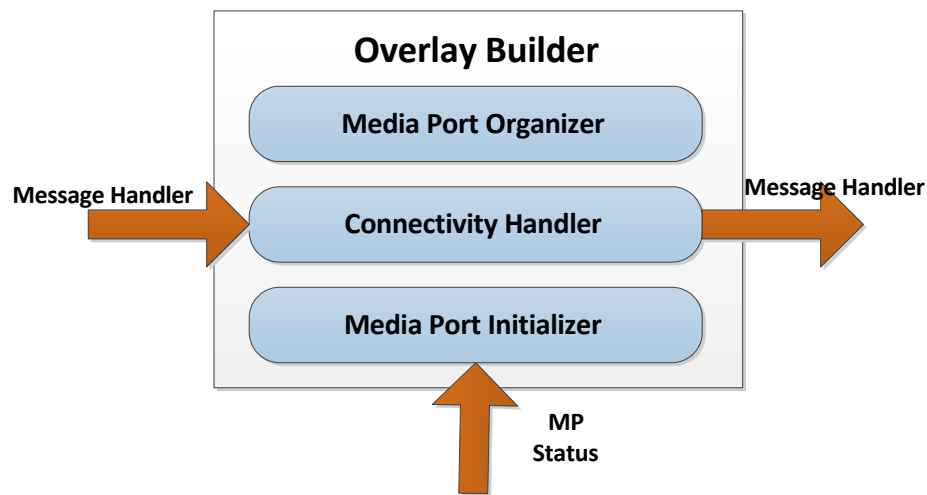 Overlay Builder
Media Port Organizer
Message Handler
Message Handler
Connectivity Handler
Media Port Initializer
MP
Status